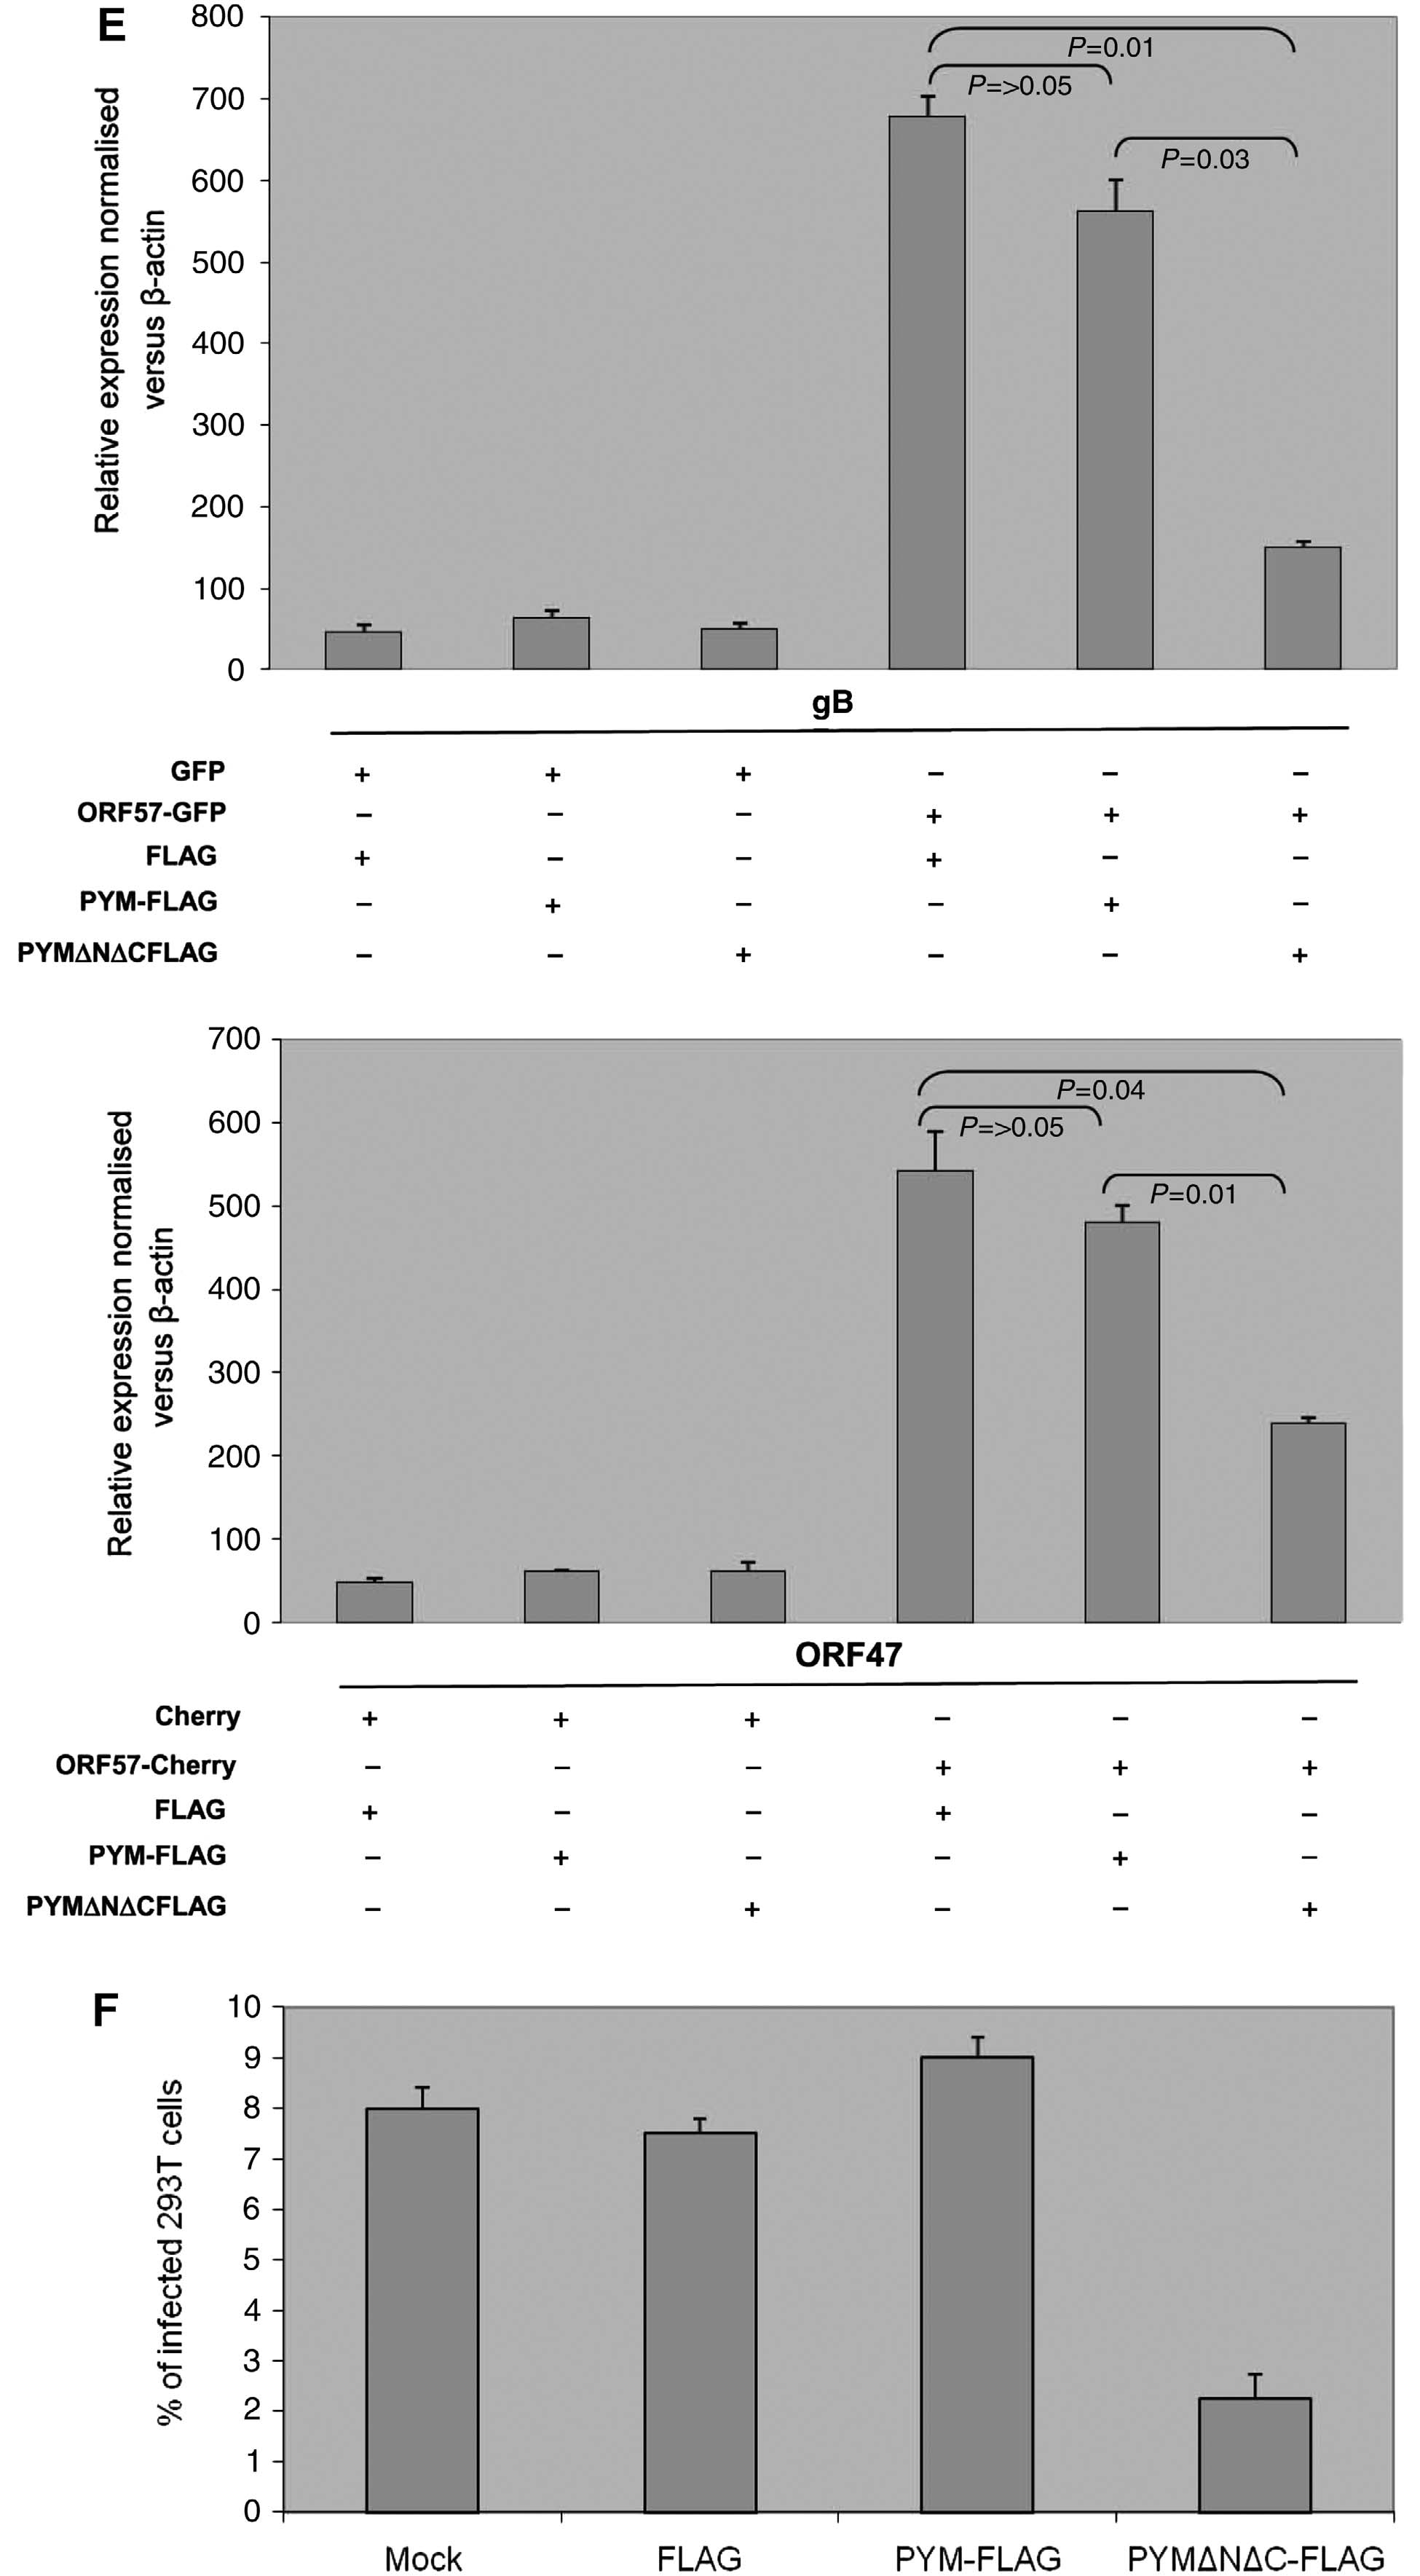 E
800
700
600
500
400
300
200
100
0
Relative expression normalised
versus β-actin
P=0.01
P=>0.05
P=0.03
gB
GFP + + + − − −
ORF57-GFP − − − + + +
FLAG + − − + − −
PYM-FLAG − + − − + −
PYMΔNΔCFLAG − − + − − +
700
600
500
400
300
200
100
0
Relative expression normalised
versus β-actin
P=0.04
P=>0.05
P=0.01
ORF47
Cherry + + + − − −
ORF57-Cherry − − − + + +
FLAG + − − + − −
PYM-FLAG − + − − + −
PYMΔNΔCFLAG − − + − − +
F
10
9
8
7
6
5
4
3
2
1
0
% of infected 293T cells
Mock FLAG PYM-FLAG PYMΔNΔC-FLAG